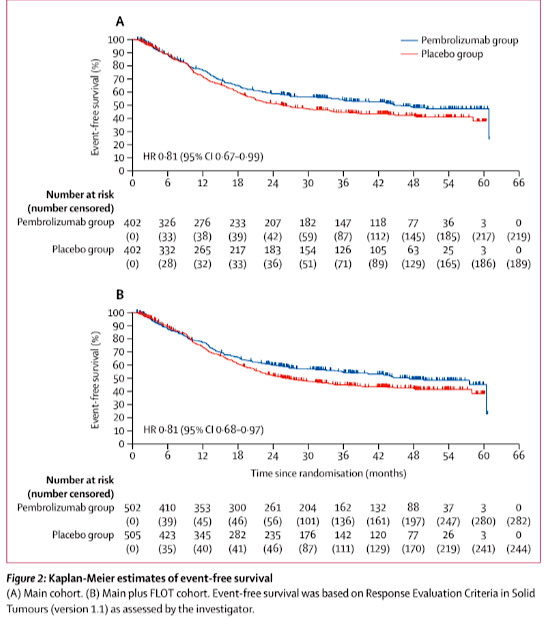 A
Pembrolizumab group
Placebo group
Event-free survival (%)
100
90
80
70
60
50
40
30
20
10
0
HR 0·81 (95% CI 0·67–0·99)
0 6 12 18 24 30 36 42 48 54 60 66
Number at risk
(number censored)
Pembrolizumab group 402 326 276 233 207 182 147 118 77 36 3 0
(0) (33) (38) (39) (42) (59) (87) (112) (145) (185) (217) (219)
Placebo group 402 332 265 217 183 154 126 105 63 25 3 0
(0) (28) (32) (33) (36) (51) (71) (89) (129) (165) (186) (189)
B
Event-free survival (%)
100
90
80
70
60
50
40
30
20
10
0
HR 0·81 (95% CI 0·68–0·97)
0 6 12 18 24 30 36 42 48 54 60 66
Time since randomisation (months)
Number at risk
(number censored)
Pembrolizumab group 502 410 353 300 261 204 162 132 88 37 3 0
(0) (39) (45) (46) (56) (101) (136) (161) (197) (247) (280) (282)
Placebo group 505 423 345 282 235 176 142 120 77 26 3 0
(0) (35) (40) (41) (46) (87) (111) (129) (170) (219) (241) (244)
Figure 2: Kaplan-Meier estimates of event-free survival
(A) Main cohort. (B) Main plus FLOT cohort. Event-free survival was based on Response Evaluation Criteria in Solid
Tumours (version 1.1) as assessed by the investigator.